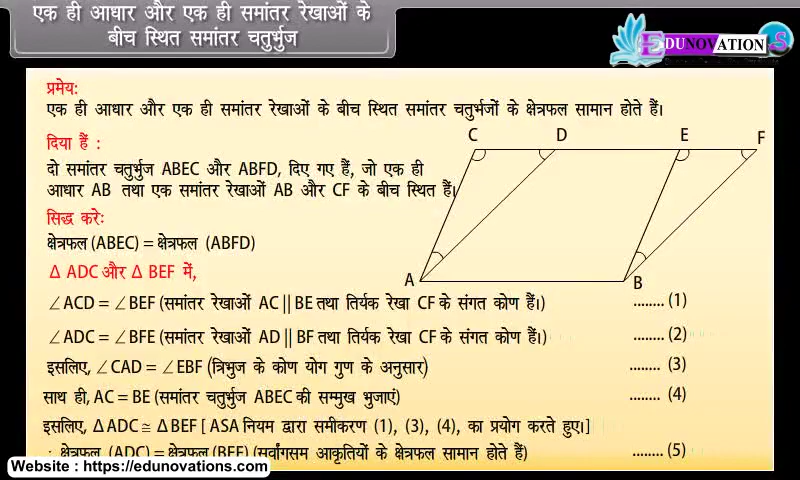 एक ही आधार और एक ही समांतर रेखाओं के
बीच स्थित समांतर चतुर्भुज
EDUNOVATION S
प्रमेय:
एक ही आधार और एक ही समांतर रेखाओं के बीच स्थित समांतर चतुर्भजों के क्षेत्रफल सामान होते हैं।
दिया हैं :
दो समांतर चतुर्भुज ABEC और ABFD, दिए गए हैं, जो एक ही
आधार AB तथा एक समांतर रेखाओं AB और CF के बीच स्थित हैं।
C D E F
A B
सिद्ध करे:
क्षेत्रफल (ABEC) = क्षेत्रफल (ABFD)
Δ ADC और Δ BEF में,
∠ACD = ∠BEF (समांतर रेखाओं AC || BE तथा तिर्यक रेखा CF के संगत कोण हैं।) ........ (1)
∠ADC = ∠BFE (समांतर रेखाओं AD || BF तथा तिर्यक रेखा CF के संगत कोण हैं।) ........ (2)
इसलिए, ∠CAD = ∠EBF (त्रिभुज के कोण योग गुण के अनुसार) ........ (3)
साथ ही, AC = BE (समांतर चतुर्भुज ABEC की सम्मुख भुजाएं) ........ (4)
इसलिए, ΔADC ≅ ΔBEF [ ASA नियम द्वारा समीकरण (1), (3), (4), का प्रयोग करते हुए।]
क्षेत्रफल (ADC) = क्षेत्रफल (BEF) (सर्वांगसम आकृतियों के क्षेत्रफल सामान होते हैं) ........ (5)
Website : https://edunovations.com